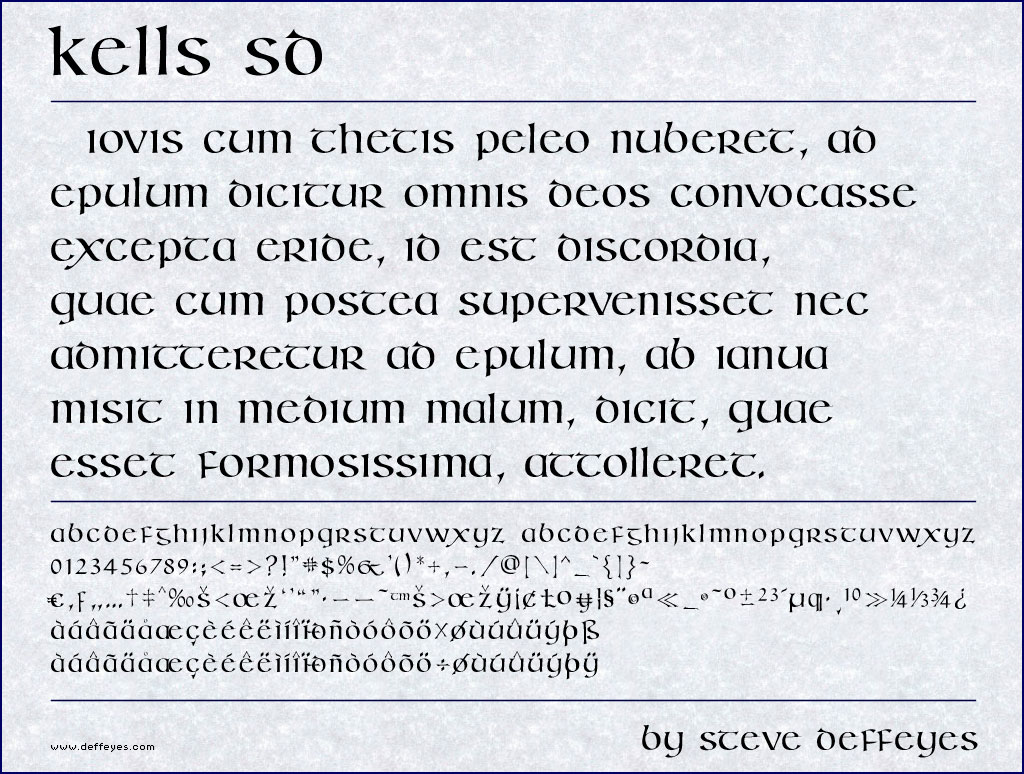 kells sd
iovis cum thetis peleo nuberet, ad
epulum dicitur omnis deos convocasse
excepta eride, id est discordia,
quae cum postea supervenisset nec
admitteretur ad epulum, ab ianua
misit in medium malum, dicit, quae
esset formosissima, attolleret.
abcdefghijklmnopqrstuvwxyz abcdefghijklmnopqrstuvwxyz
0123456789:;<=>?!"#$%&'()*+,-./@[\]^_`{|}~
€‚ƒ„…†‡ˆ‰š<œž‘’“”·–—˜™š>œžÿ¡¢£¤¥¦§¨©ª≪_®¯º±²³´µ¶·¸¹⁰≫¼½¾¿
àáâãäåæçèéêëìíîïðñòóôõö×øùúûüýþß
àáâãäåæçèéêëìíîïðñòóôõö÷øùúûüýþÿ
www.deffeyes.com
by steve deffeyes